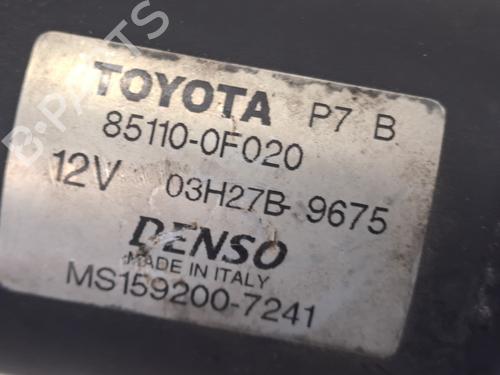 TOYOTA P7 B
85110-0F020
12V 03H27B-9675
DENSO
MADE IN ITALY
MS159200-7241
B-PARTS